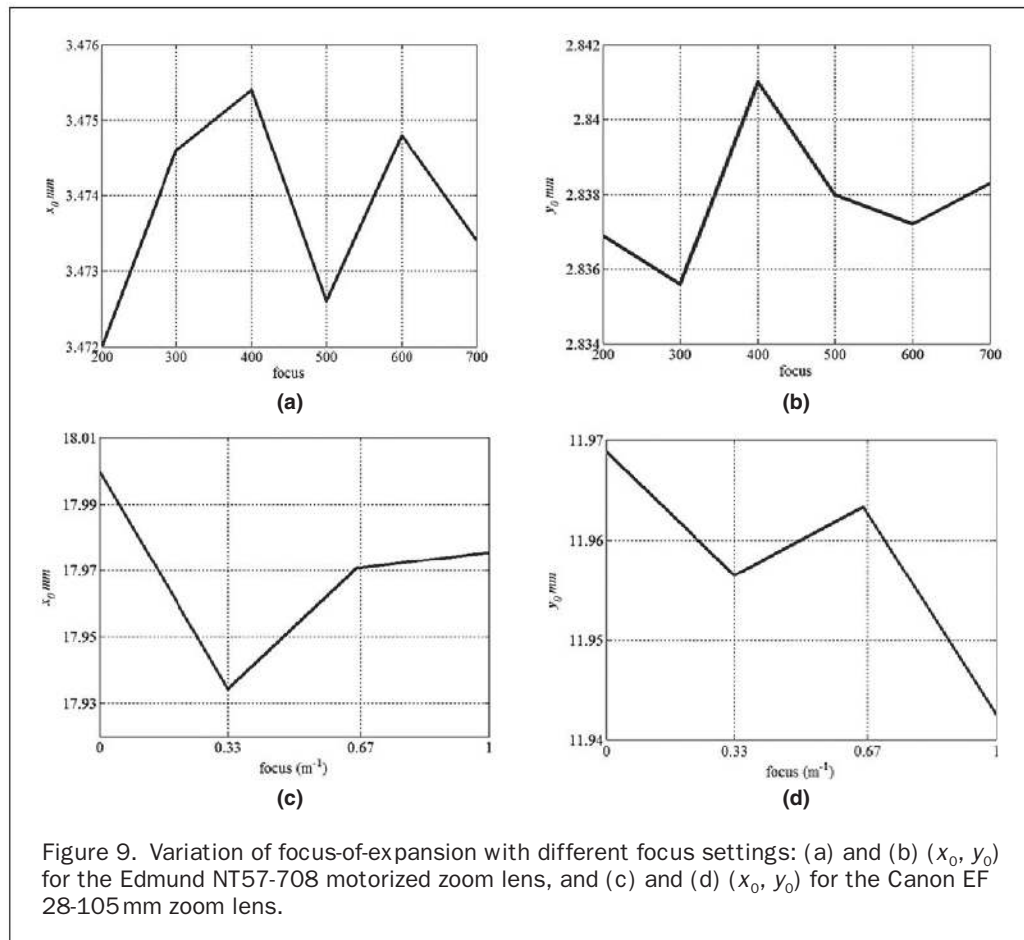 3.476
3.475
3.474
3.473
3.472
x0 mm
200 300 400 500 600 700
focus
(a)
2.842
2.84
2.838
2.836
2.834
y0 mm
200 300 400 500 600 700
focus
(b)
18.01
17.99
17.97
17.95
17.93
x0 mm
0 0.33 0.67 1
focus (m⁻¹)
(c)
11.97
11.96
11.95
11.94
y0 mm
0 0.33 0.67 1
focus (m⁻¹)
(d)
Figure 9. Variation of focus-of-expansion with different focus settings: (a) and (b) (x₀, y₀)
for the Edmund NT57-708 motorized zoom lens, and (c) and (d) (x₀, y₀) for the Canon EF
28-105 mm zoom lens.